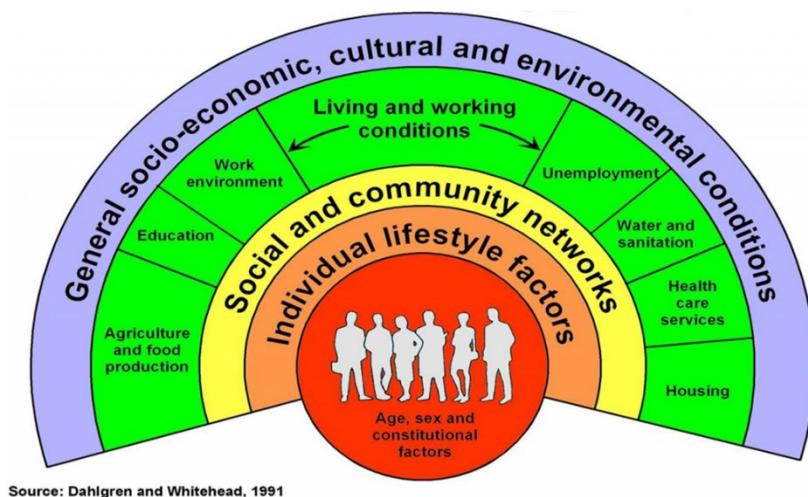 General socio-economic, cultural and environmental conditions
Living and working
conditions
Work
environment
Unemployment
Education
Water and
sanitation
Agriculture
and food
production
Health
care
services
Housing
Social and community networks
Individual lifestyle factors
Age, sex and
constitutional
factors
Source: Dahlgren and Whitehead, 1991